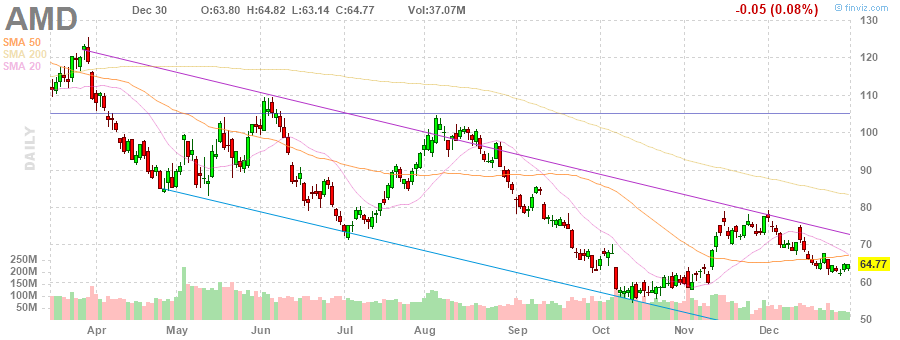 AMD Dec 30 O:63.80 H:64.82 L:63.14 C:64.77 Vol:37.07M -0.05 (0.08%) © finviz.com
SMA 50
SMA 200
SMA 20
DAILY
130
120
110
100
90
80
70
64.77
60
50
250M
200M
150M
100M
50M
Apr May Jun Jul Aug Sep Oct Nov Dec